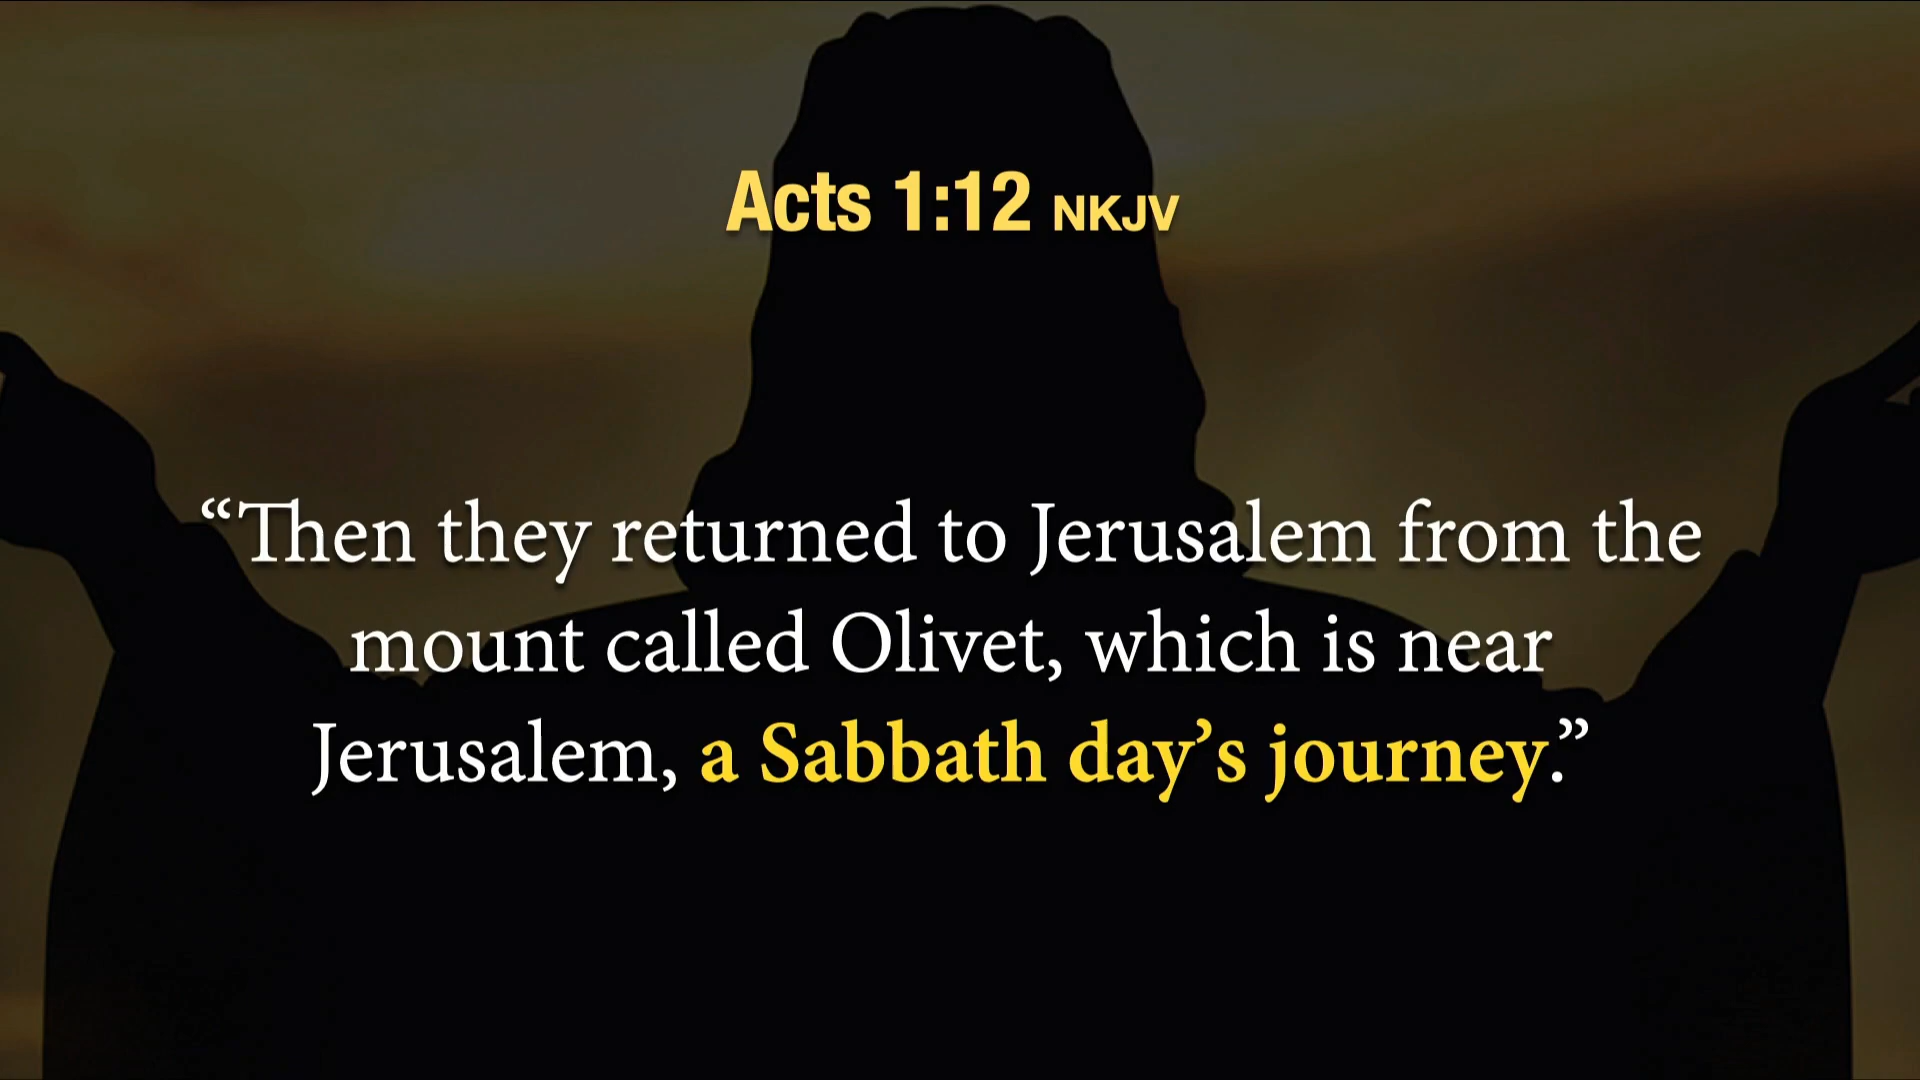 Acts 1:12 NKJV
“Then they returned to Jerusalem from the
mount called Olivet, which is near
Jerusalem, a Sabbath day’s journey.”